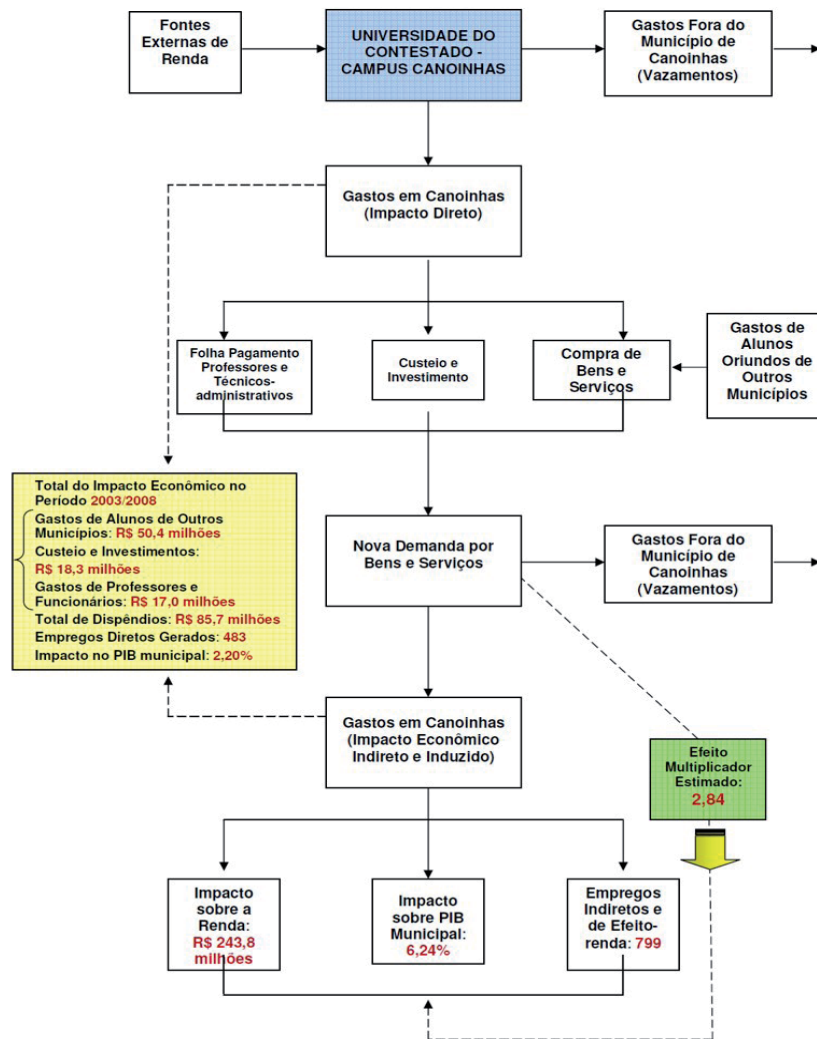 Fontes
Externas de
Renda
UNIVERSIDADE DO
CONTESTADO -
CAMPUS CANOINHAS
Gastos Fora do
Município de
Canoinhas
(Vazamentos)
Gastos em Canoinhas
(Impacto Direto)
Folha Pagamento
Professores e
Técnicos-
administrativos
Custeio e
Investimento
Compra de
Bens e
Serviços
Gastos de
Alunos
Oriundos de
Outros
Municípios
Total do Impacto Econômico no
Período 2003/2008
Gastos de Alunos de Outros
Municípios: R$ 50,4 milhões
Custeio e Investimentos:
R$ 18,3 milhões
Gastos de Professores e
Funcionários: R$ 17,0 milhões
Total de Dispêndios: R$ 85,7 milhões
Empregos Diretos Gerados: 483
Impacto no PIB municipal: 2,20%
Nova Demanda por
Bens e Serviços
Gastos Fora do
Município de
Canoinhas
(Vazamentos)
Gastos em Canoinhas
(Impacto Econômico
Indireto e Induzido)
Efeito
Multiplicador
Estimado:
2,84
Impacto
sobre a
Renda:
R$ 243,8
milhões
Impacto
sobre PIB
Municipal:
6,24%
Empregos
Indiretos e
de Efeito-
renda: 799